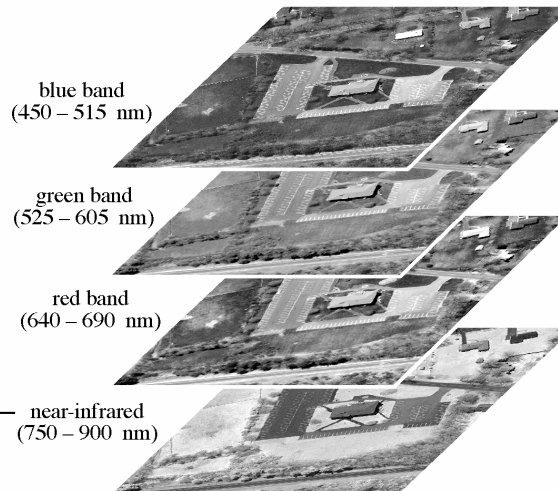 blue band
(450 – 515 nm)
green band
(525 – 605 nm)
red band
(640 – 690 nm)
near-infrared
(750 – 900 nm)